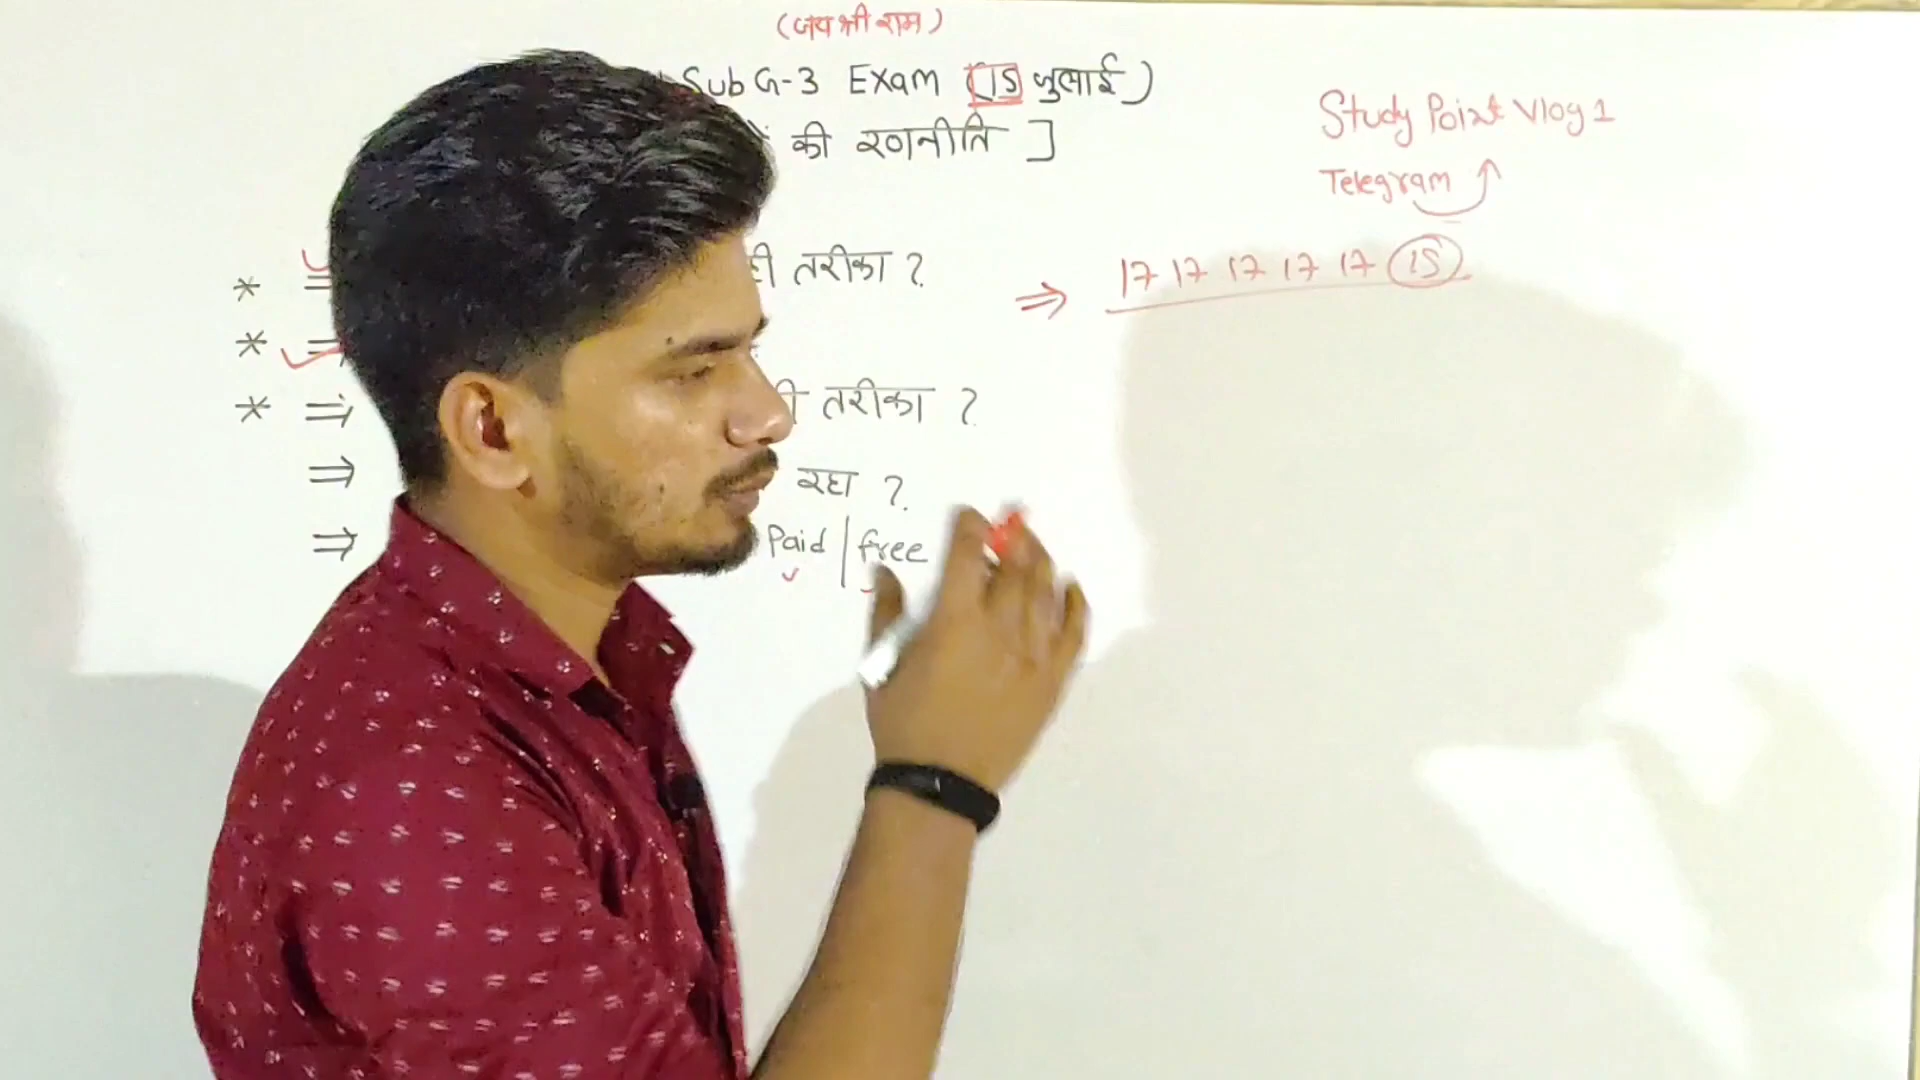 (जय श्री राम)
Sub G-3 Exam (15 जुलाई)
की रणनीति ]
Study Point Vlog 1
Telegram
* ⇒ ही तरीका ?
⇒ 17 17 17 17 17 15
* ⇒
* ⇒ तरीका ?
⇒ रहा ?
⇒ Paid | free